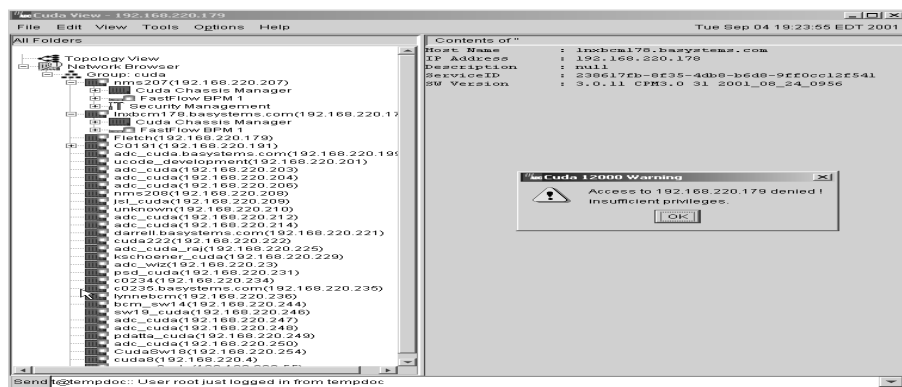 CudaView - 192.168.220.179
File Edit View Tools Options Help
Tue Sep 04 19:23:55 EDT 2001
All Folders
Topology View
Network Browser
Group: cuda
nms207(192.168.220.207)
Cuda Chassis Manager
FastFlow BPM 1
Security Management
lnxbcm178.basystems.com(192.168.220.17
Cuda Chassis Manager
FastFlow BPM 1
Fletch(192.168.220.179)
C0191(192.168.220.191)
adc_cuda.basystems.com(192.168.220.199
ucode_development(192.168.220.201)
adc_cuda(192.168.220.203)
adc_cuda(192.168.220.204)
adc_cuda(192.168.220.206)
nms208(192.168.220.208)
jsl_cuda(192.168.220.209)
unknown(192.168.220.210)
adc_cuda(192.168.220.212)
adc_cuda(192.168.220.214)
darrell.basystems.com(192.168.220.221)
cuda222(192.168.220.222)
adc_cuda_raj(192.168.220.225)
kschoener_cuda(192.168.220.229)
adc_wiz(192.168.220.23)
psd_cuda(192.168.220.231)
c0234(192.168.220.234)
c0235.basystems.com(192.168.220.235)
lynnebcm(192.168.220.236)
bcm_sw14(192.168.220.244)
sw19_cuda(192.168.220.246)
adc_cuda(192.168.220.247)
adc_cuda(192.168.220.248)
pdatta_cuda(192.168.220.249)
adc_cuda(192.168.220.250)
CudaSw18(192.168.220.254)
cuda8(192.168.220.4)
Contents of ''
Host Name : lnxbcm178.basystems.com
IP Address : 192.168.220.178
Description : null
ServiceID : 238617fb-8f35-4db8-b6d8-9ff0cc12f541
SW Version : 3.0.11 CPM3.0 31 2001_08_24_0956
Cuda 12000 Warning
Access to 192.168.220.179 denied !
Insufficient privileges.
OK
Send t@tempdoc:: User root just logged in from tempdoc